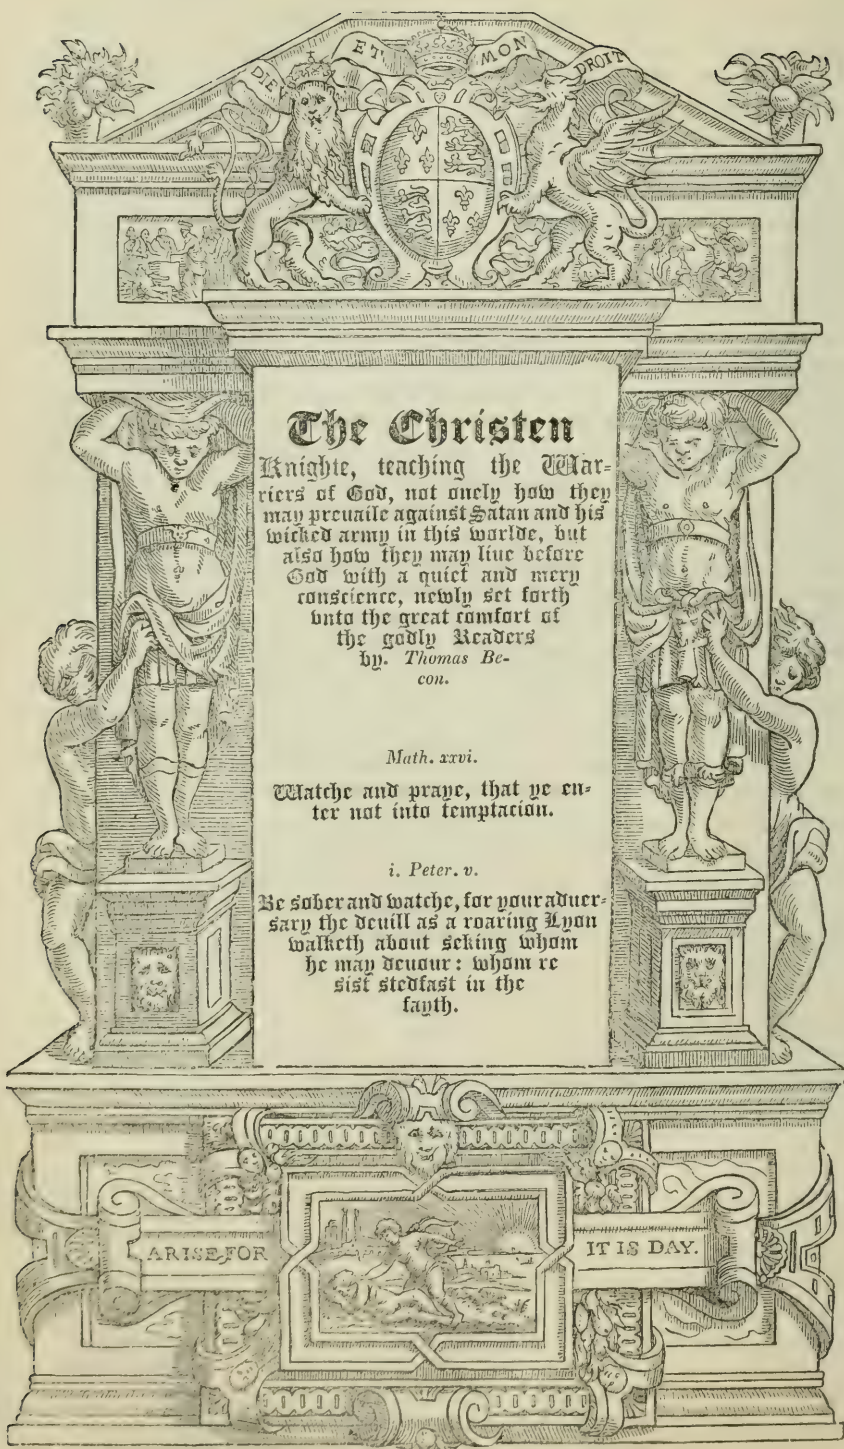 DIE ET MON DROIT
The Christen
Knighte, teaching the War=
riers of God, not onely how they
may preuaile against Satan and his
wicked army in this worlde, but
also how they may liue before
God with a quiet and mery
conscience, newly set forth
vnto the great comfort of
the godly Readers
by. Thomas Be-
con.
Math. xxvi.
Watche and praye, that ye en=
ter not into temptacion.
i. Peter. v.
Be sober and watche, for your aduer=
sary the deuill as a roaring Lyon
walketh about seking whom
he may deuour: whom re
sist stedfast in the
fayth.
ARISE, FOR IT IS DAY.